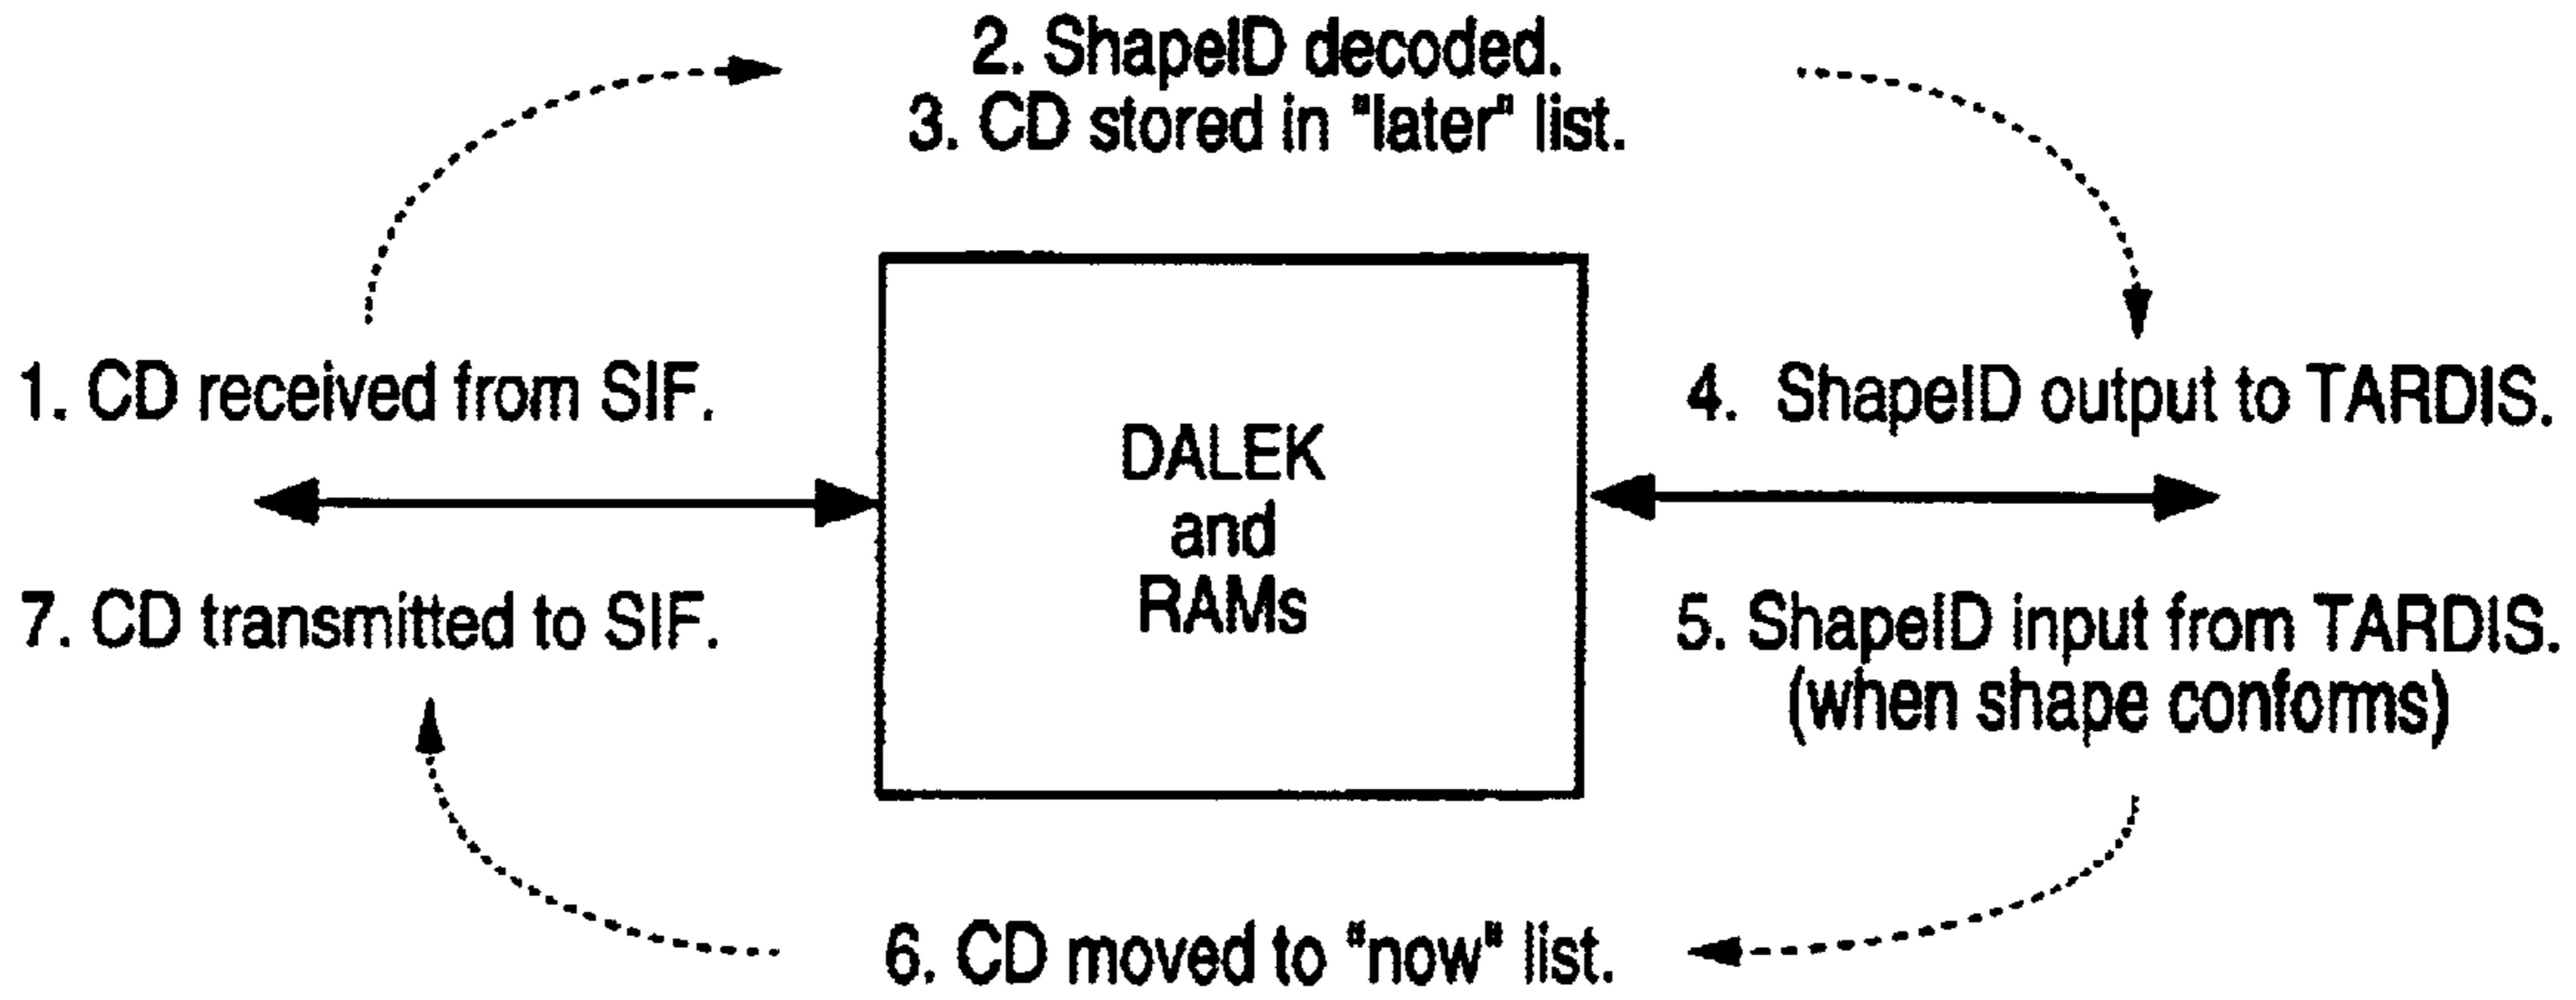 2. ShapeID decoded.
3. CD stored in "later" list.
1. CD received from SIF.
4. ShapeID output to TARDIS.
DALEK
and
RAMs
7. CD transmitted to SIF.
5. ShapeID input from TARDIS.
(when shape conforms)
6. CD moved to "now" list.